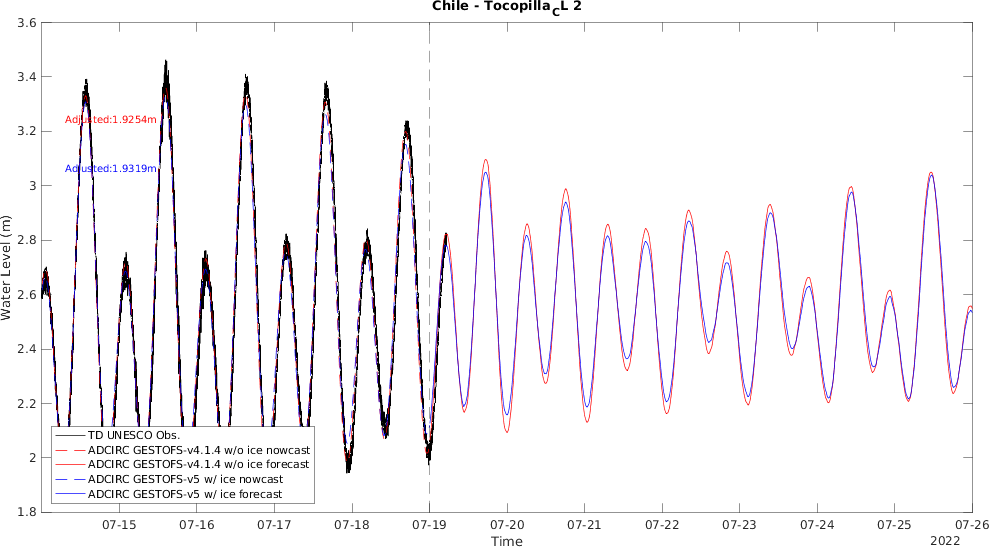 Chile - Tocopilla_CL 2
3.6
3.4
3.2
3
2.8
2.6
2.4
2.2
2
1.8
Water Level (m)
Adjusted:1.9254m
Adjusted:1.9319m
TD UNESCO Obs.
ADCIRC GESTOFS-v4.1.4 w/o ice nowcast
ADCIRC GESTOFS-v4.1.4 w/o ice forecast
ADCIRC GESTOFS-v5 w/ ice nowcast
ADCIRC GESTOFS-v5 w/ ice forecast
07-15 07-16 07-17 07-18 07-19 07-20 07-21 07-22 07-23 07-24 07-25 07-26
Time
2022